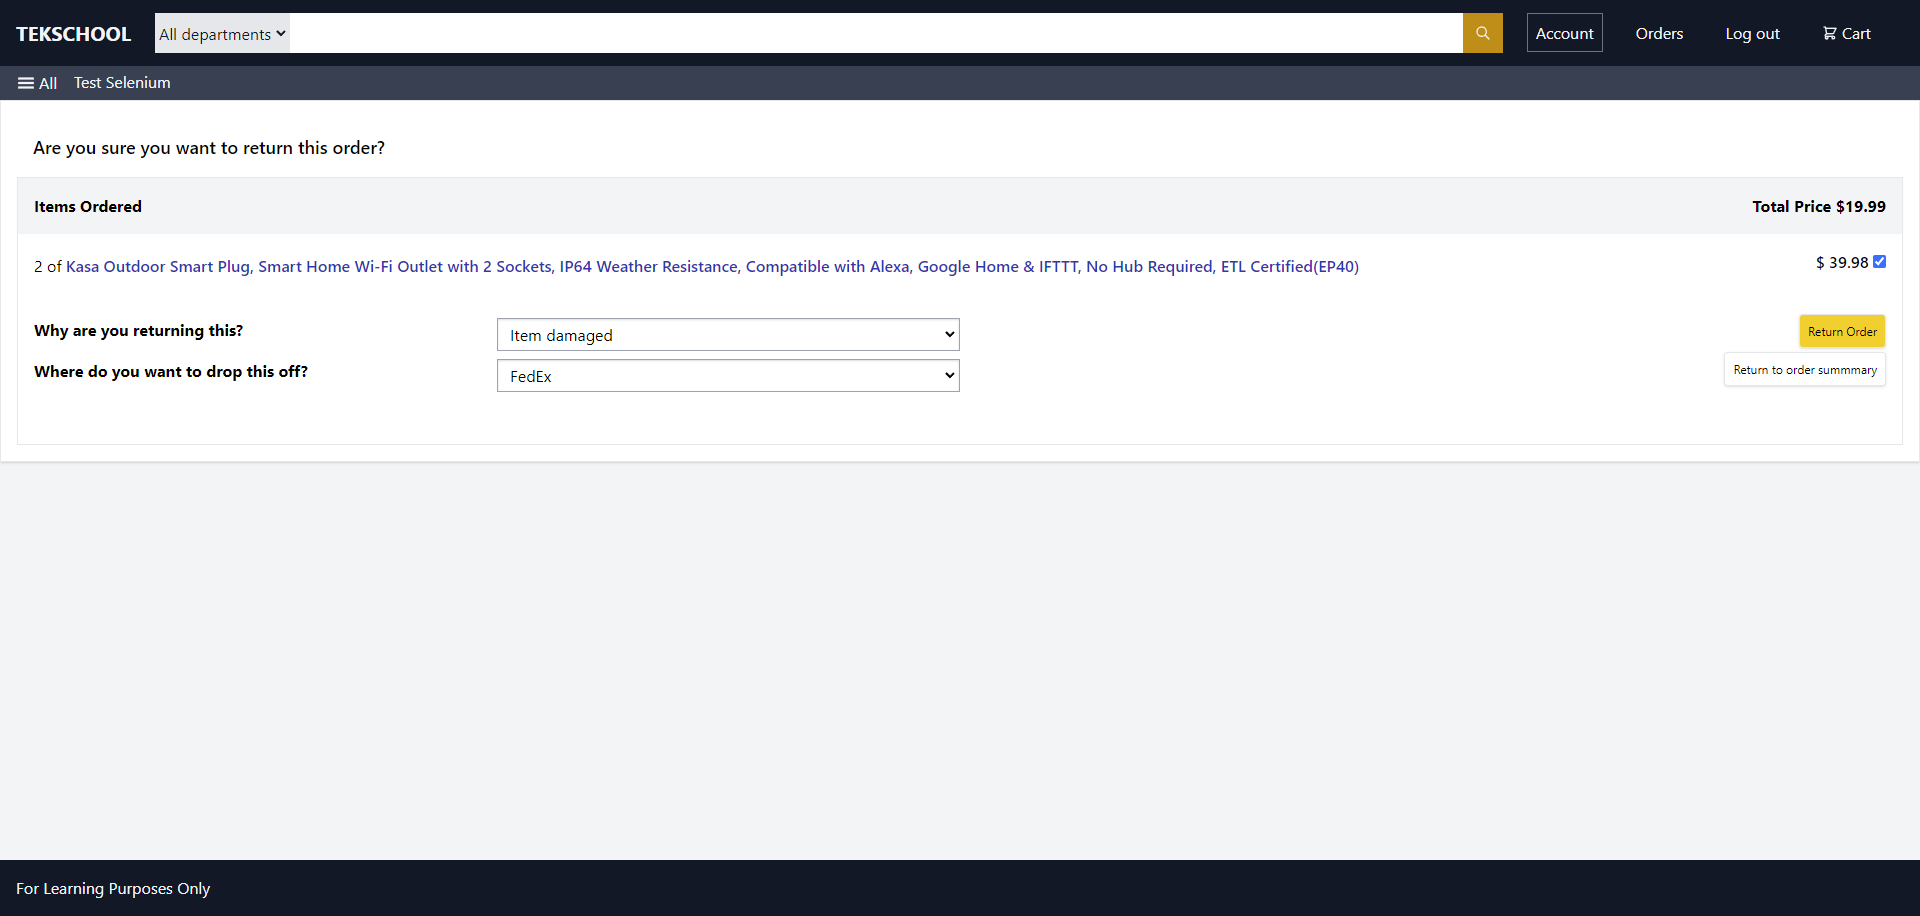 TEKSCHOOL All departments Account Orders Log out Cart
All Test Selenium
Are you sure you want to return this order?
Items Ordered Total Price $19.99
2 of Kasa Outdoor Smart Plug, Smart Home Wi-Fi Outlet with 2 Sockets, IP64 Weather Resistance, Compatible with Alexa, Google Home & IFTTT, No Hub Required, ETL Certified(EP40) $ 39.98
Why are you returning this? Item damaged Return Order
Where do you want to drop this off? FedEx Return to order summmary
For Learning Purposes Only